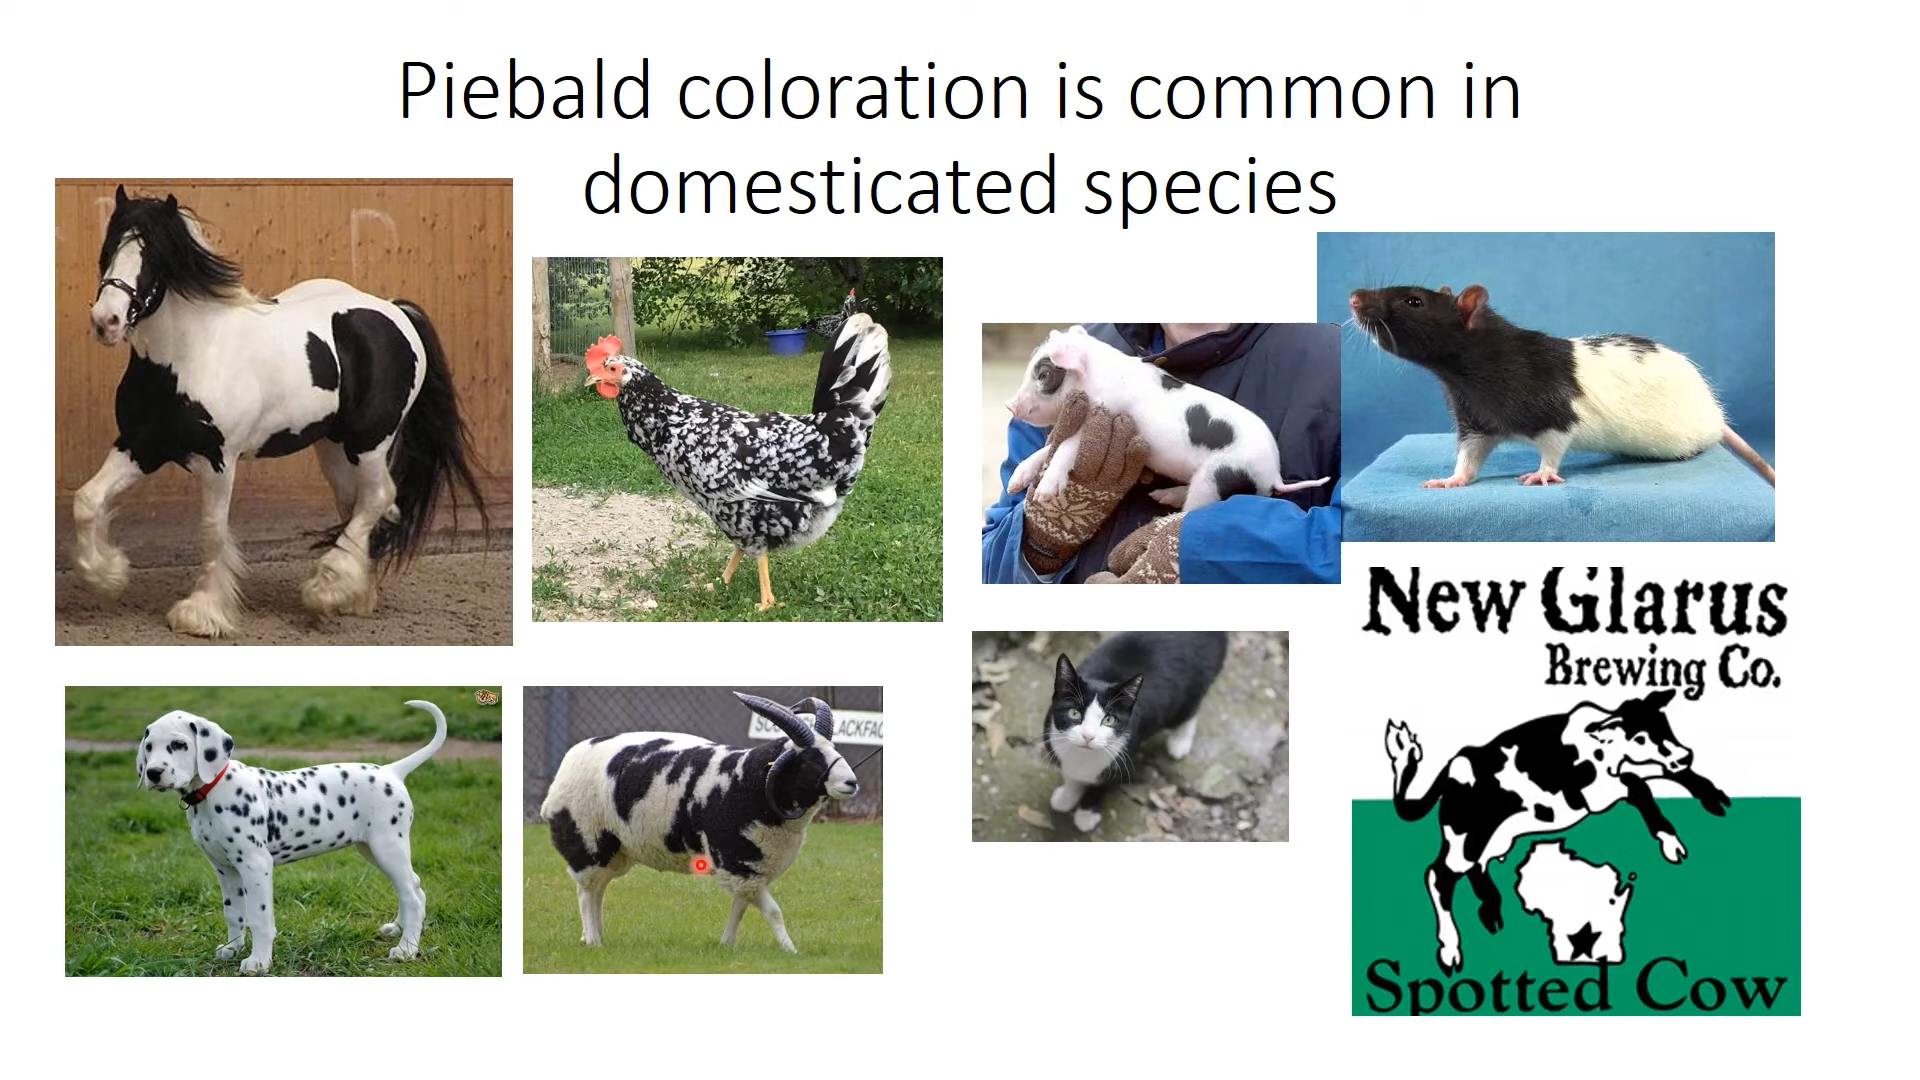 Piebald coloration is common in
domesticated species
New Glarus
Brewing Co.
Spotted Cow